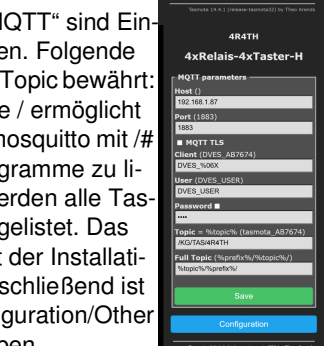 MQTT“ sind Ein-
en. Folgende
Topic bewährt:
e / ermöglicht
mosquitto mit /#
gramme zu li-
erden alle Tas-
gelistet. Das
t der Installati-
schließend ist
guration/Other
ben
Tasmota 14.4.1 (release-tasmota32) by Theo Arends
4R4TH
4xRelais-4xTaster-H
MQTT parameters
Host ()
192.168.1.87
Port (1883)
1883
MQTT TLS
Client (DVES_AB7674)
DVES_%06X
User (DVES_USER)
DVES_USER
Password
••••
Topic = %topic% (tasmota_AB7674)
/KG/TAS/4R4TH
Full Topic (%prefix%/%topic%/)
%topic%/%prefix%/
Save
Configuration